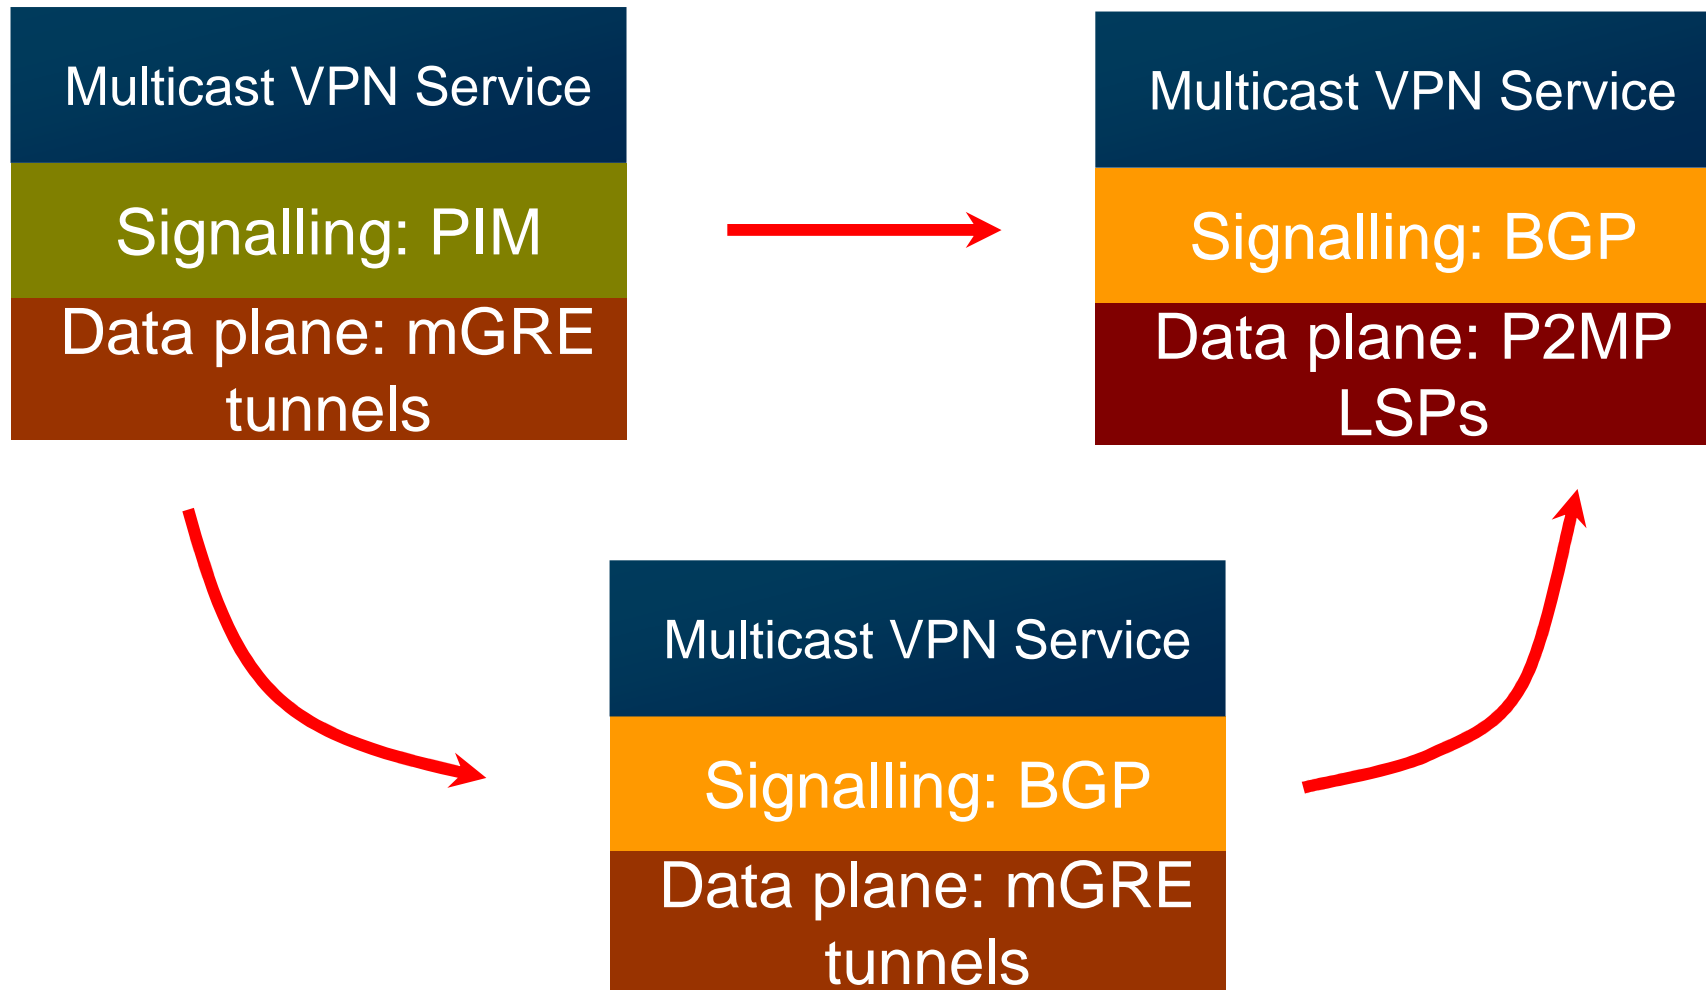 Multicast VPN Service
Signalling: PIM
Data plane: mGRE
tunnels
Multicast VPN Service
Signalling: BGP
Data plane: P2MP
LSPs
Multicast VPN Service
Signalling: BGP
Data plane: mGRE
tunnels